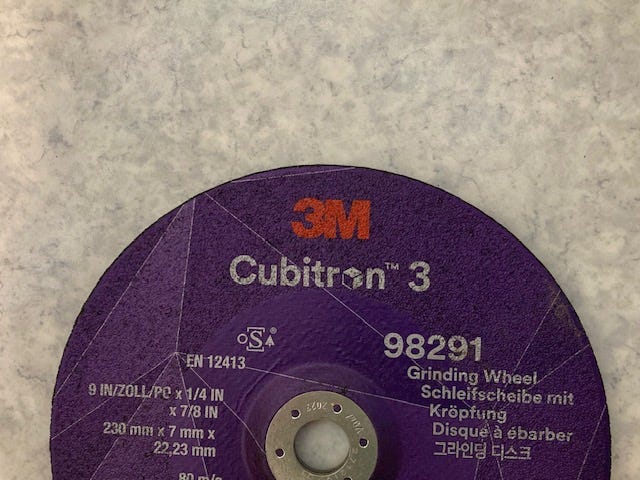 3M
Cubitron™ 3
oSA®
EN 12413
9 IN/ZOLL/PO x 1/4 IN
x 7/8 IN
230 mm x 7 mm x
22,23 mm
80 m/s
98291
Grinding Wheel
Schleifscheibe mit
Kröpfung
Disque à ébarber
그라인딩 디스크
2023